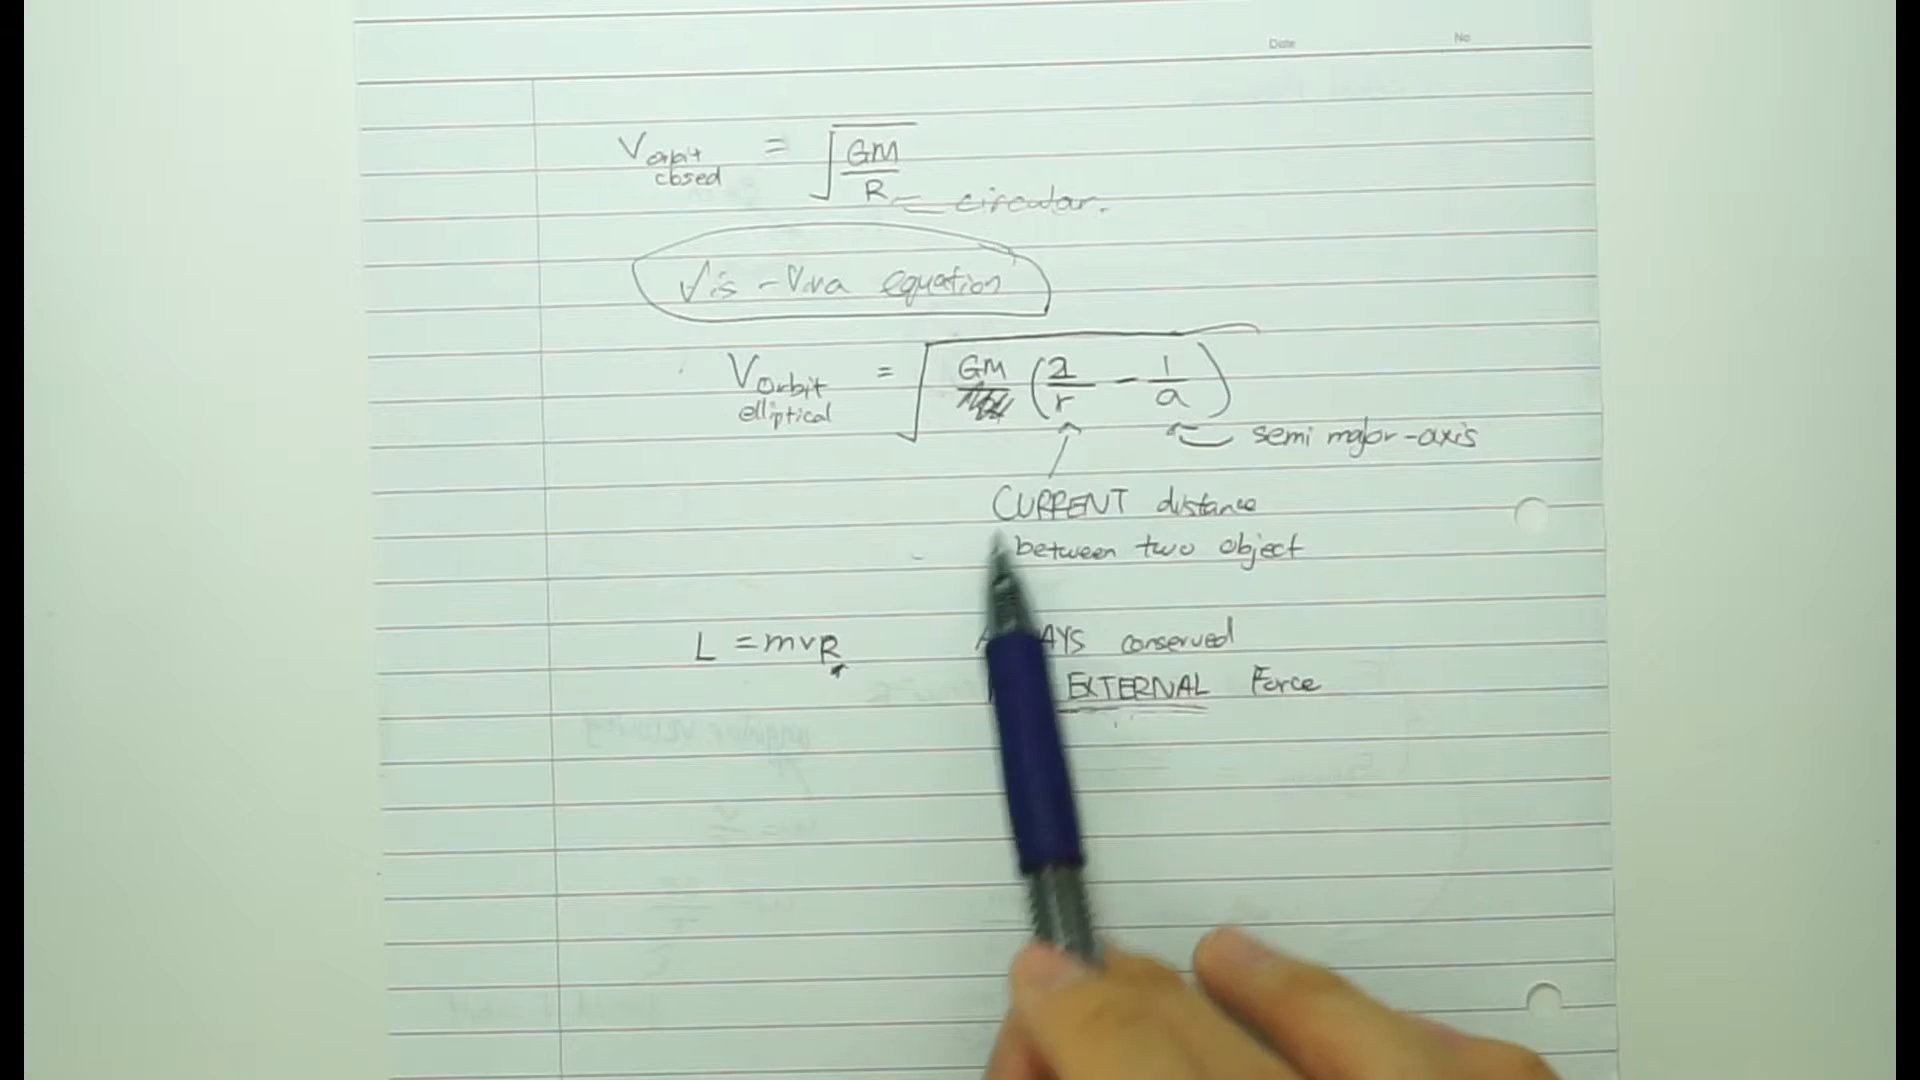 Date No
V orbit closed = √(GM/R) circular.
Vis-Viva equation
V orbit elliptical = √(GM (2/r - 1/a))
semi major-axis
CURRENT distance
between two object
L = mvR conserved
EXTERNAL Force